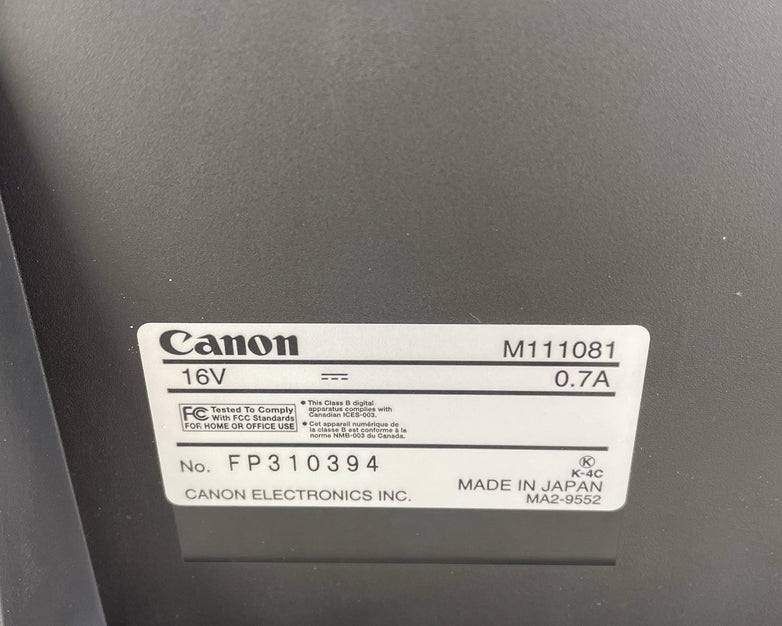 Canon M111081
16V ⎓ 0.7A
FC Tested To Comply
With FCC Standards
FOR HOME OR OFFICE USE
• This Class B digital
apparatus complies with
Canadian ICES-003.
• Cet appareil numérique de
la classe B est conforme à la
norme NMB-003 du Canada.
No. FP310394
K
K-4C
CANON ELECTRONICS INC. MADE IN JAPAN
MA2-9552